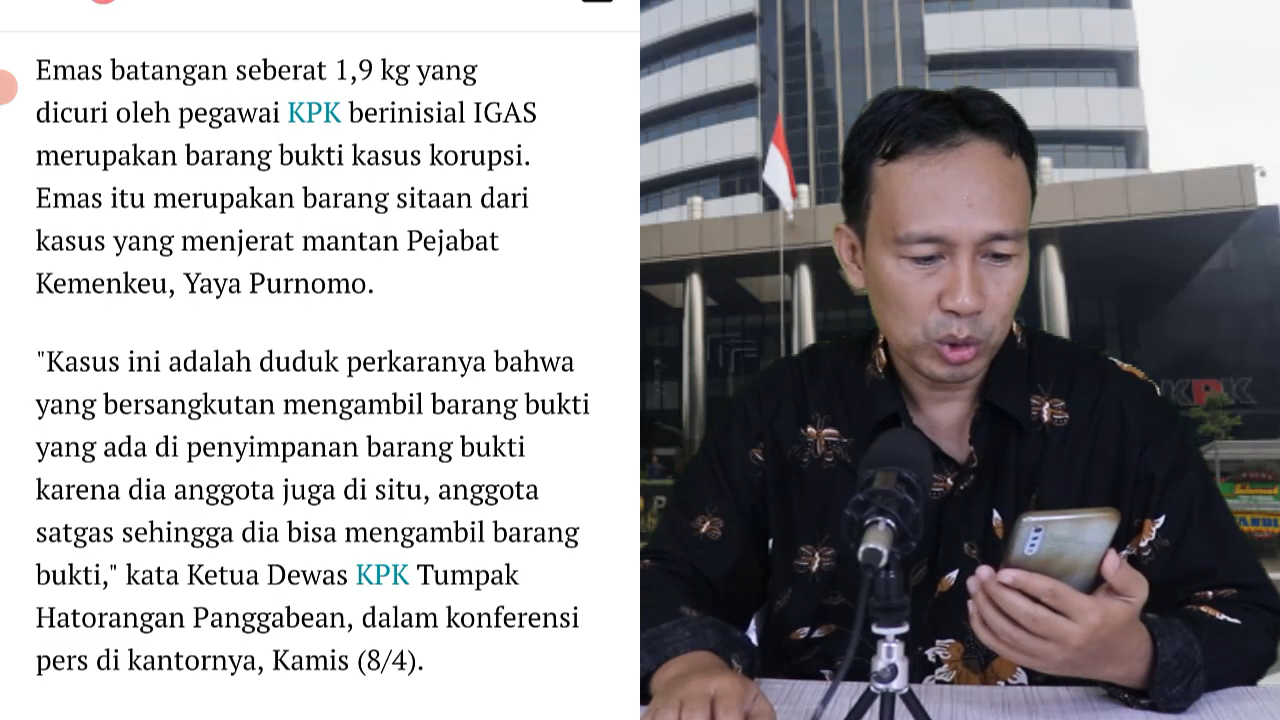 Emas batangan seberat 1,9 kg yang
dicuri oleh pegawai KPK berinisial IGAS
merupakan barang bukti kasus korupsi.
Emas itu merupakan barang sitaan dari
kasus yang menjerat mantan Pejabat
Kemenkeu, Yaya Purnomo.
"Kasus ini adalah duduk perkaranya bahwa
yang bersangkutan mengambil barang bukti
yang ada di penyimpanan barang bukti
karena dia anggota juga di situ, anggota
satgas sehingga dia bisa mengambil barang
bukti," kata Ketua Dewas KPK Tumpak
Hatorangan Panggabean, dalam konferensi
pers di kantornya, Kamis (8/4).
KPK